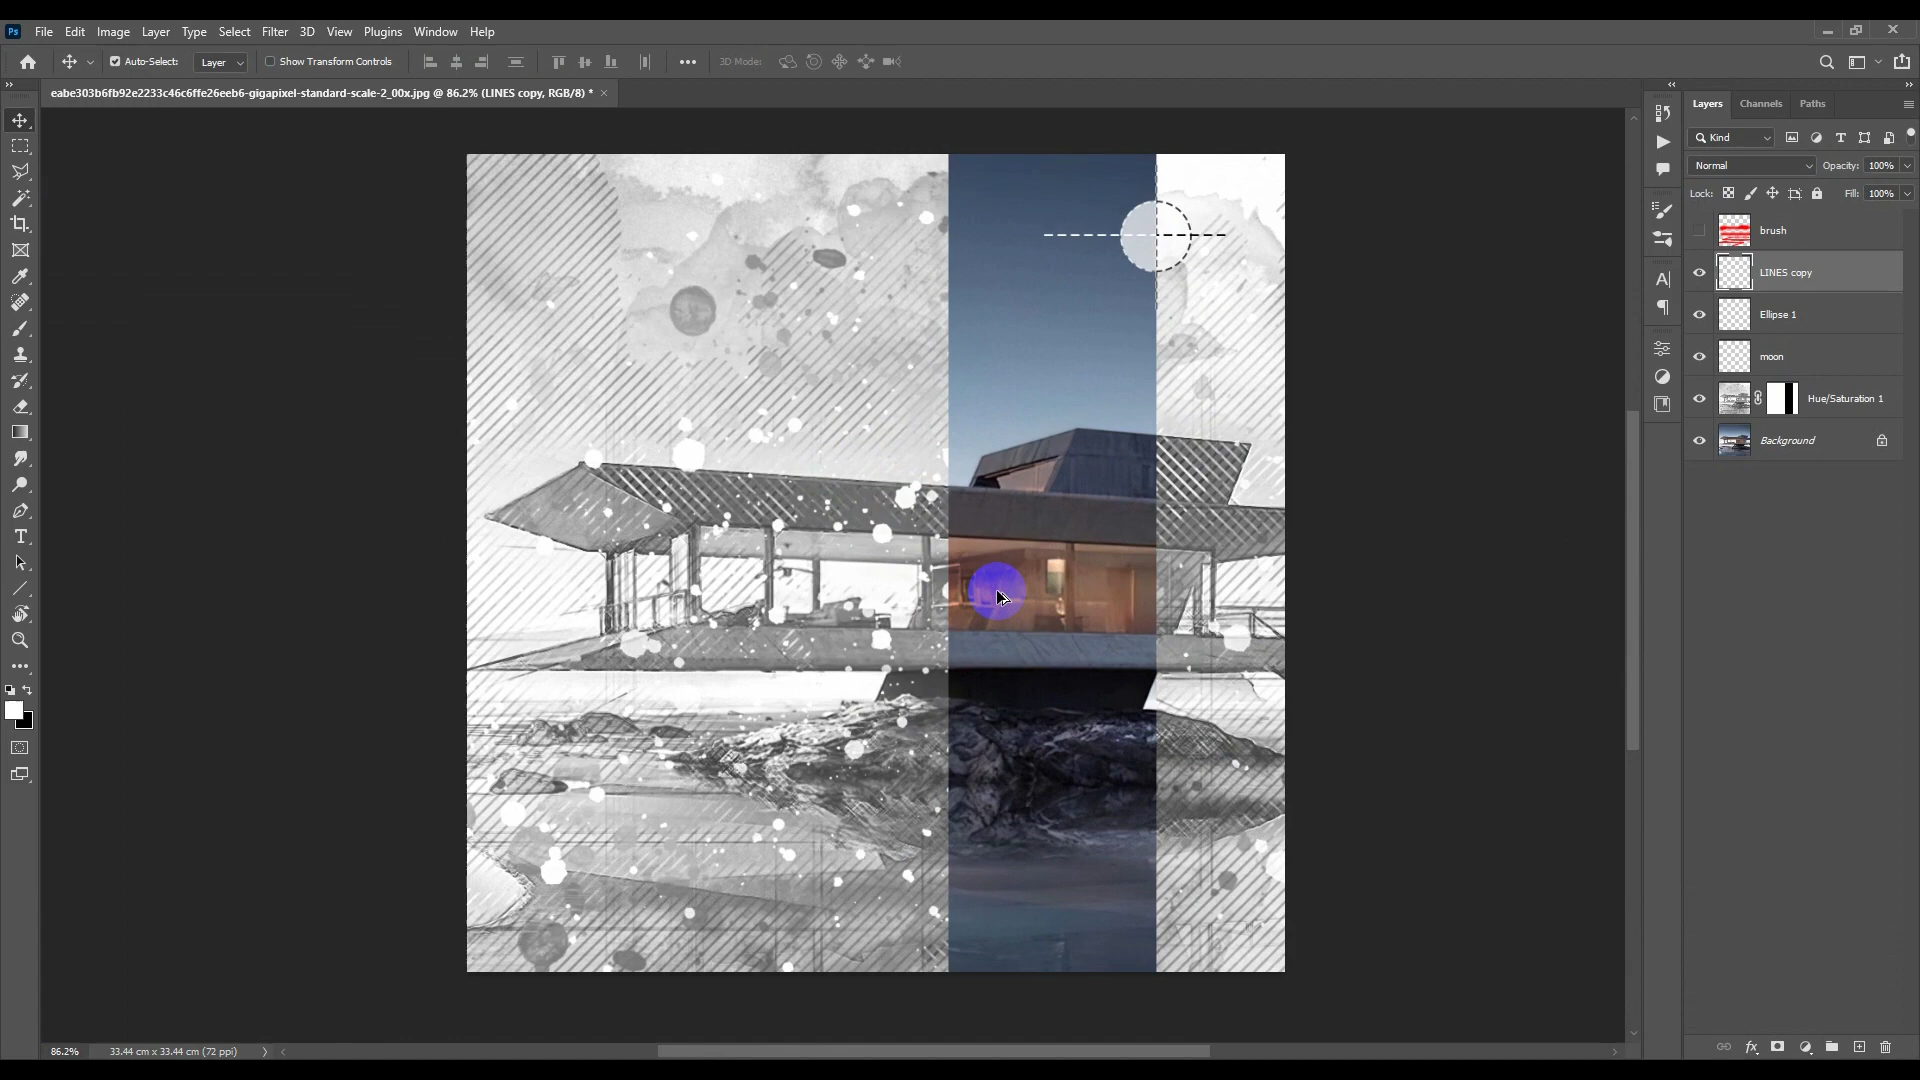 Ps File Edit Image Layer Type Select Filter 3D View Plugins Window Help
Auto-Select: Layer Show Transform Controls 3D Mode:
eabe303b6fb92e2233c46c6ffe26eeb6-gigapixel-standard-scale-2_00x.jpg @ 86.2% (LINES copy, RGB/8) *
Layers Channels Paths
Kind
Normal Opacity: 100%
Lock: Fill: 100%
brush
LINES copy
Ellipse 1
moon
Hue/Saturation 1
Background
86.2% 33.44 cm x 33.44 cm (72 ppi)